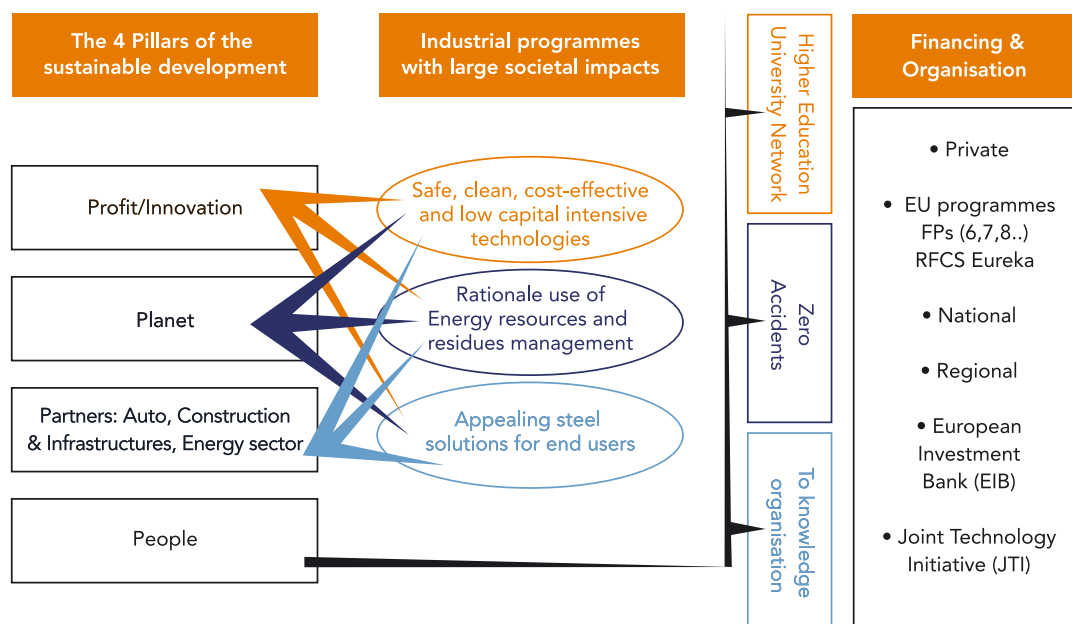 The 4 Pillars of the
sustainable development
Industrial programmes
with large societal impacts
Higher Education
University Network
Financing &
Organisation
Profit/Innovation
Planet
Partners: Auto, Construction
& Infrastructures, Energy sector
People
Safe, clean, cost-effective
and low capital intensive
technologies
Rationale use of
Energy resources and
residues management
Appealing steel
solutions for end users
Zero
Accidents
To knowledge
organisation
• Private
• EU programmes
FPs (6,7,8..)
RFCS Eureka
• National
• Regional
• European
Investment
Bank (EIB)
• Joint Technology
Initiative (JTI)